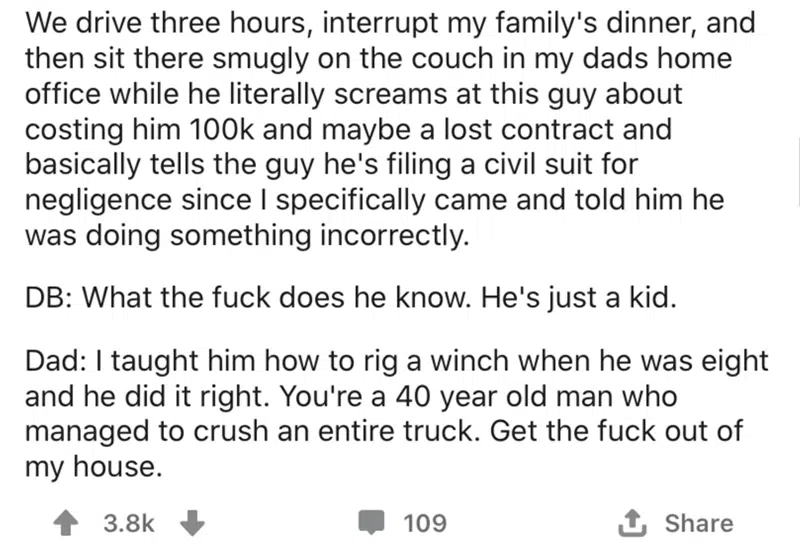 We drive three hours, interrupt my family's dinner, and
then sit there smugly on the couch in my dads home
office while he literally screams at this guy about
costing him 100k and maybe a lost contract and
basically tells the guy he's filing a civil suit for
negligence since I specifically came and told him he
was doing something incorrectly.
DB: What the fuck does he know. He's just a kid.
Dad: I taught him how to rig a winch when he was eight
and he did it right. You're a 40 year old man who
managed to crush an entire truck. Get the fuck out of
my house.
3.8k 109 Share